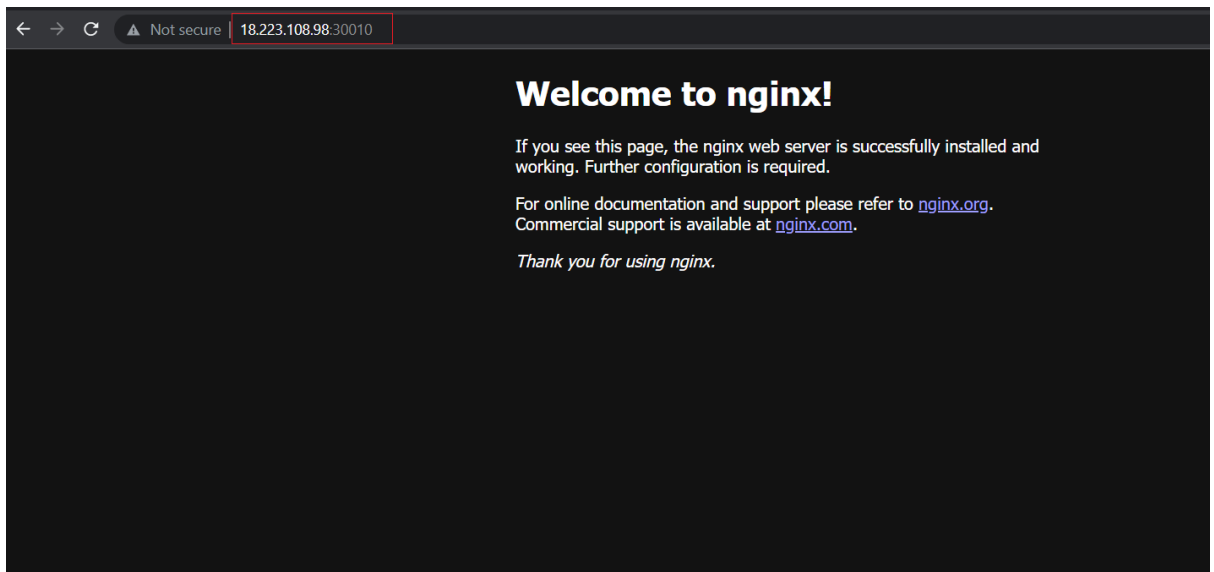 Not secure | 18.223.108.98:30010
Welcome to nginx!
If you see this page, the nginx web server is successfully installed and
working. Further configuration is required.
For online documentation and support please refer to nginx.org.
Commercial support is available at nginx.com.
Thank you for using nginx.